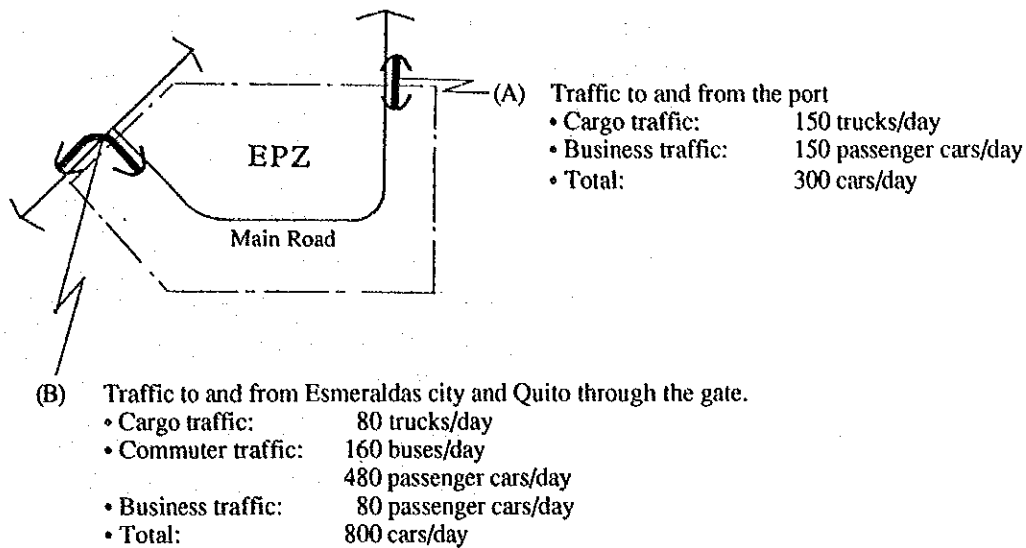 (A) Traffic to and from the port
• Cargo traffic: 150 trucks/day
• Business traffic: 150 passenger cars/day
• Total: 300 cars/day
EPZ
Main Road
(B) Traffic to and from Esmeraldas city and Quito through the gate.
• Cargo traffic: 80 trucks/day
• Commuter traffic: 160 buses/day
480 passenger cars/day
• Business traffic: 80 passenger cars/day
• Total: 800 cars/day